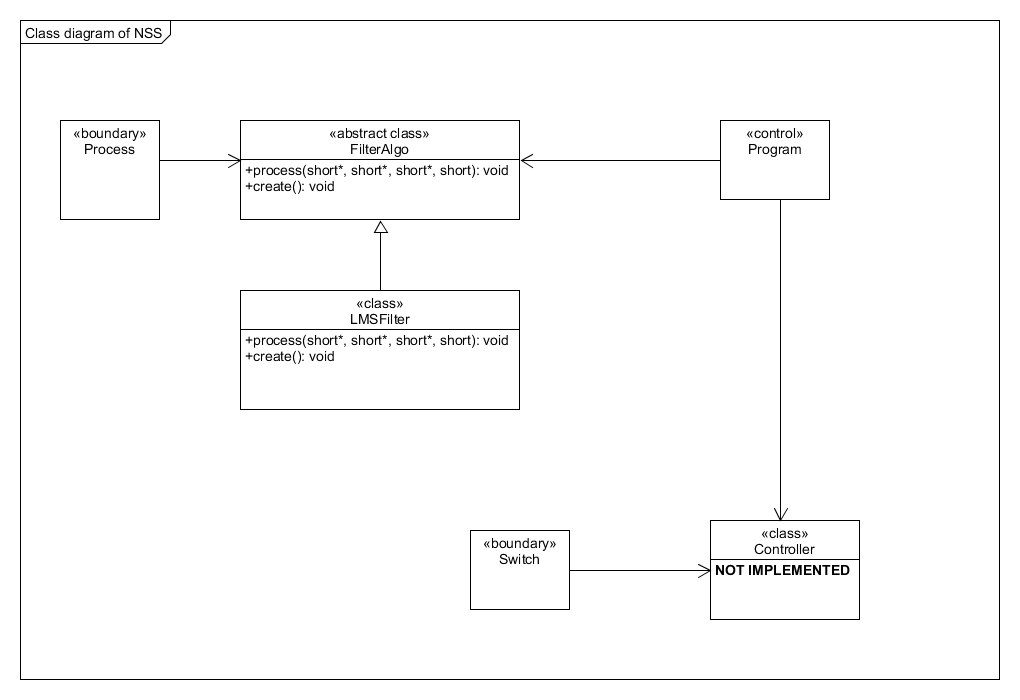 Class diagram of NSS
«boundary»
Process
«abstract class»
FilterAlgo
+process(short*, short*, short*, short): void
+create(): void
«control»
Program
«class»
LMSFilter
+process(short*, short*, short*, short): void
+create(): void
«boundary»
Switch
«class»
Controller
NOT IMPLEMENTED